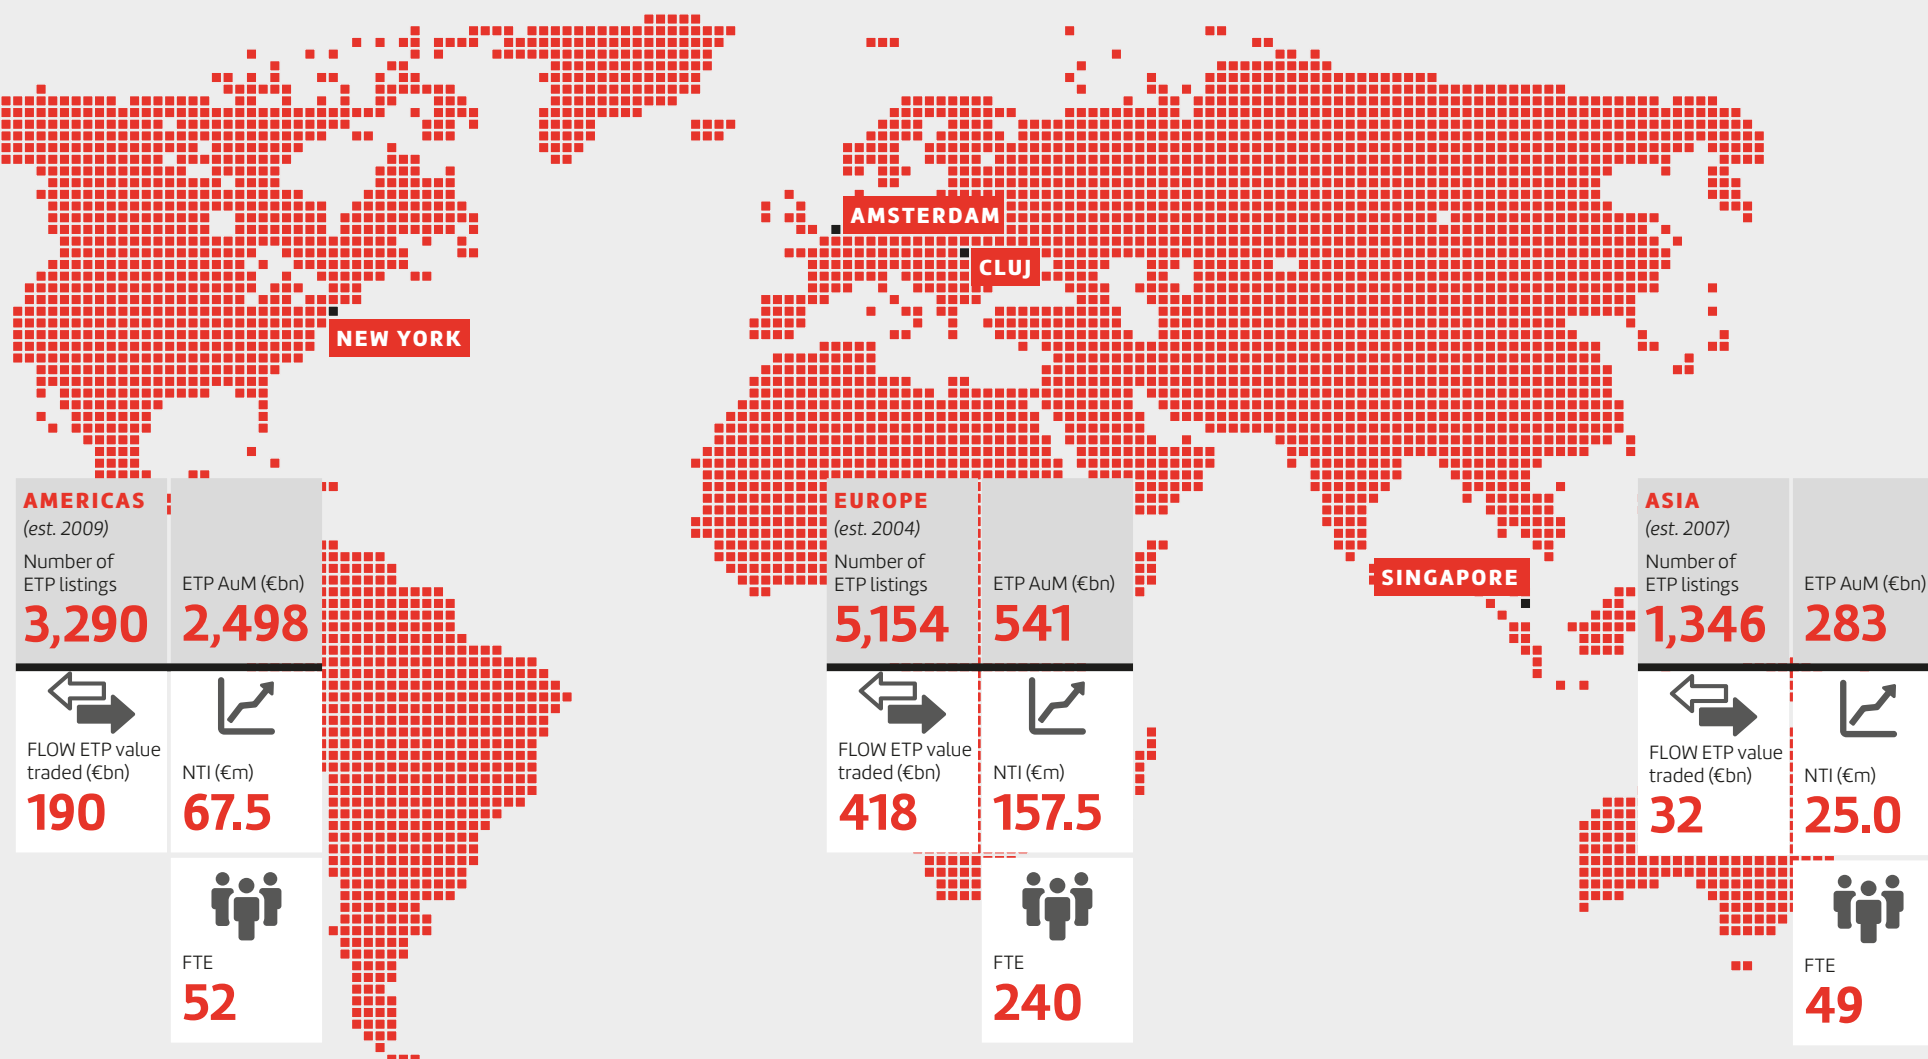 AMSTERDAM
CLUJ
NEW YORK
SINGAPORE
AMERICAS
(est. 2009)
Number of
ETP listings
3,290
ETP AuM (€bn)
2,498
FLOW ETP value
traded (€bn)
190
NTI (€m)
67.5
FTE
52
EUROPE
(est. 2004)
Number of
ETP listings
5,154
ETP AuM (€bn)
541
FLOW ETP value
traded (€bn)
418
NTI (€m)
157.5
FTE
240
ASIA
(est. 2007)
Number of
ETP listings
1,346
ETP AuM (€bn)
283
FLOW ETP value
traded (€bn)
32
NTI (€m)
25.0
FTE
49